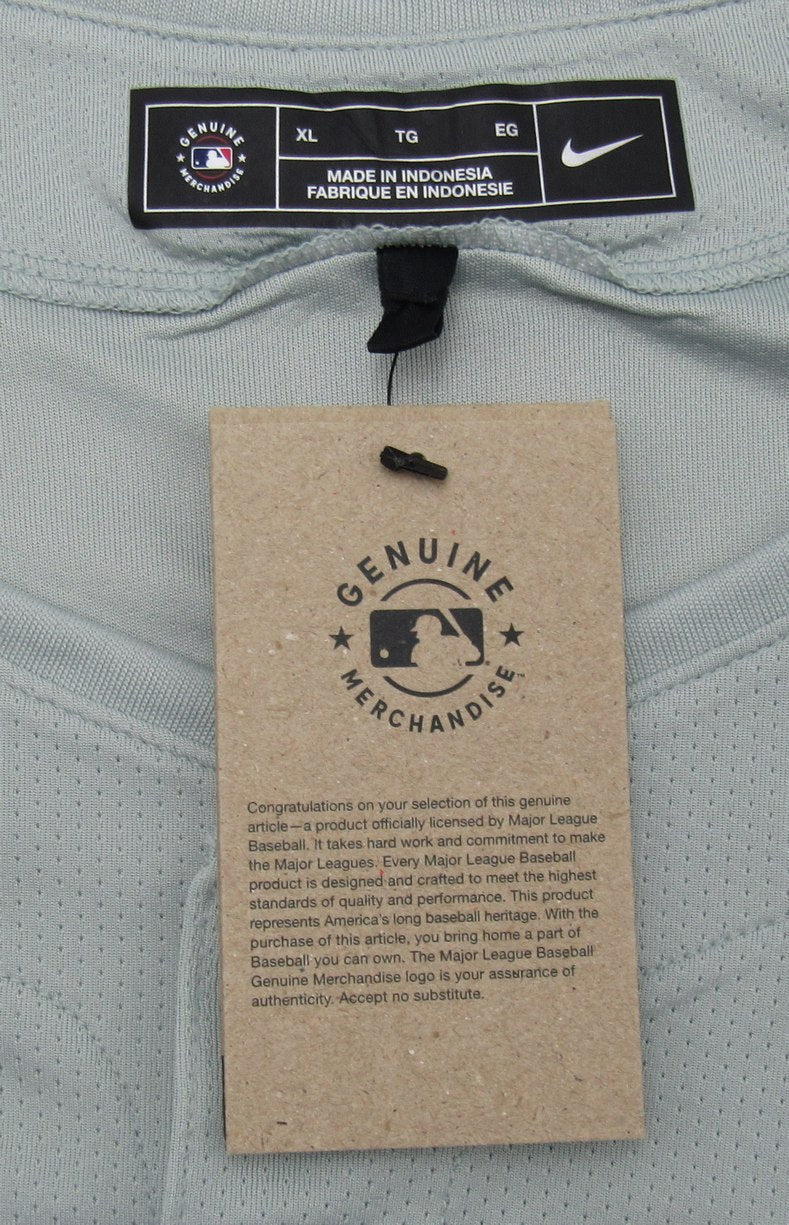 GENUINE
MERCHANDISE
XL TG EG
MADE IN INDONESIA
FABRIQUE EN INDONESIE
GENUINE
MERCHANDISE™
Congratulations on your selection of this genuine
article—a product officially licensed by Major League
Baseball. It takes hard work and commitment to make
the Major Leagues. Every Major League Baseball
product is designed and crafted to meet the highest
standards of quality and performance. This product
represents America's long baseball heritage. With the
purchase of this article, you bring home a part of
Baseball you can own. The Major League Baseball
Genuine Merchandise logo is your assurance of
authenticity. Accept no substitute.